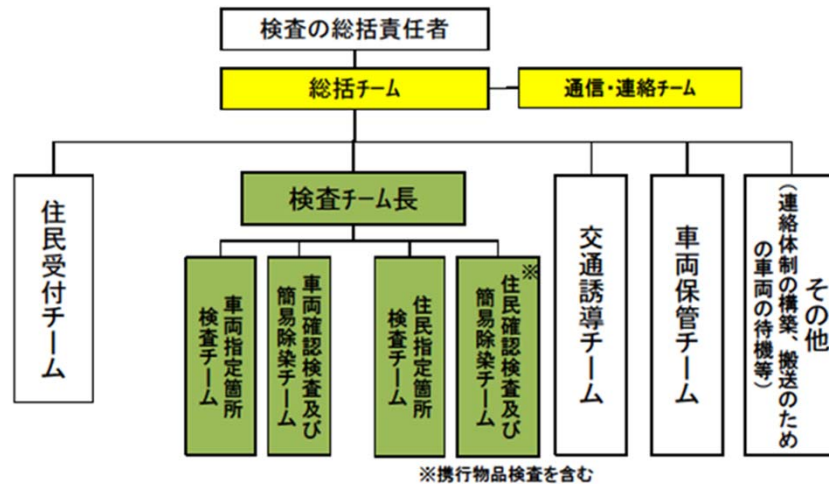 検査の総括責任者
総括チーム
通信・連絡チーム
住民受付チーム
検査チーム長
車両指定箇所
検査チーム
車両確認検査及び
簡易除染チーム
住民指定箇所
検査チーム
※
住民確認検査及び
簡易除染チーム
交通誘導チーム
車両保管チーム
その他
(連絡体制の構築、搬送のため
の車両の待機等)
※携行物品検査を含む